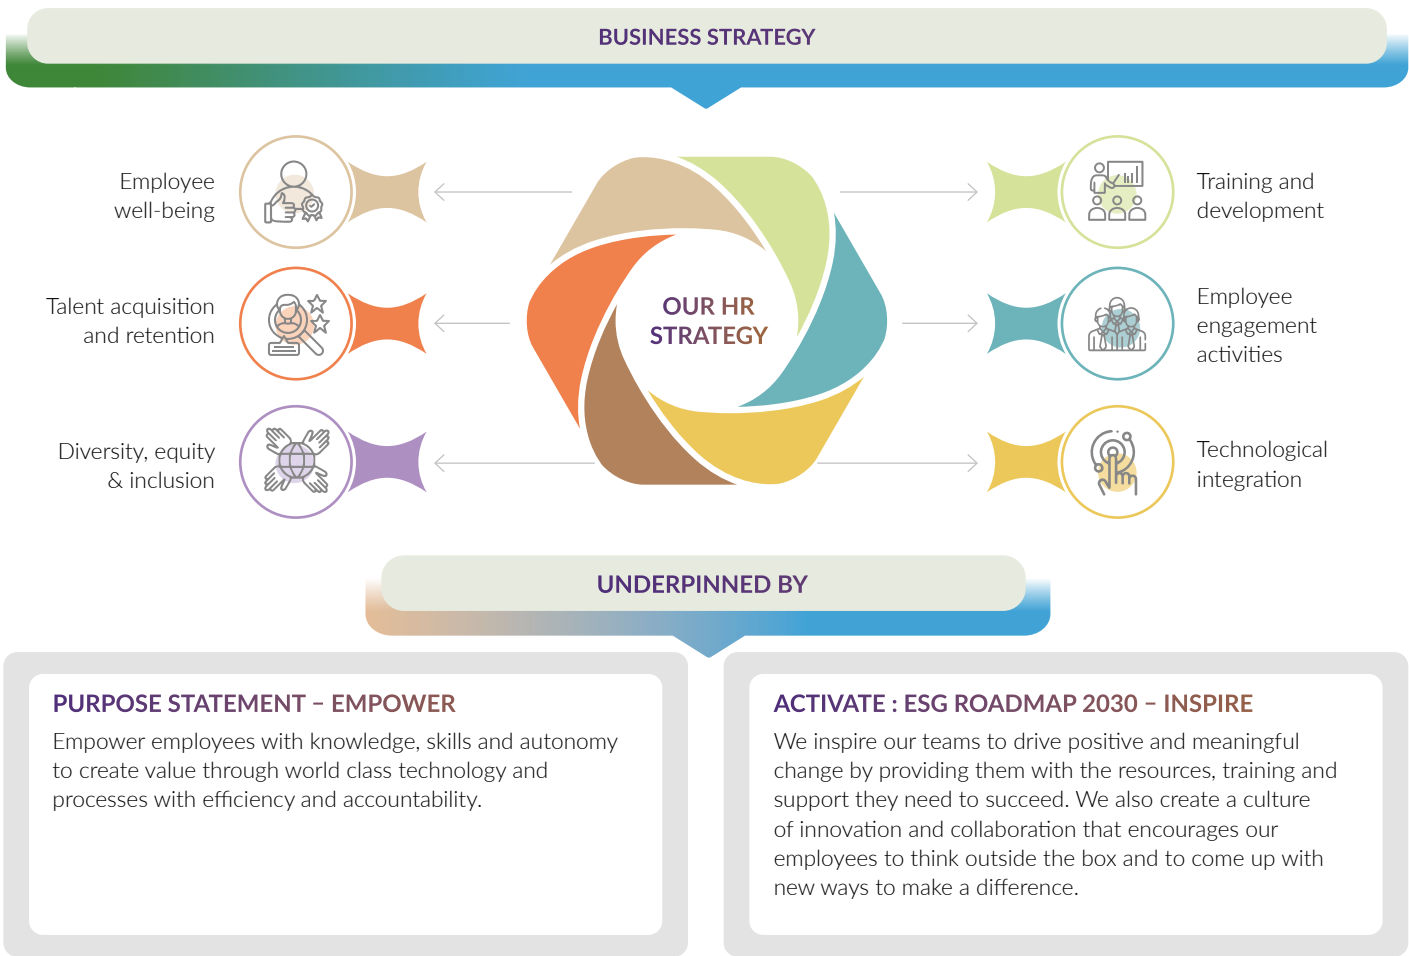 BUSINESS STRATEGY
Employee
well-being
Talent acquisition
and retention
Diversity, equity
& inclusion
OUR HR
STRATEGY
Training and
development
Employee
engagement
activities
Technological
integration
UNDERPINNED BY
PURPOSE STATEMENT – EMPOWER
Empower employees with knowledge, skills and autonomy
to create value through world class technology and
processes with efficiency and accountability.
ACTIVATE : ESG ROADMAP 2030 – INSPIRE
We inspire our teams to drive positive and meaningful
change by providing them with the resources, training and
support they need to succeed. We also create a culture
of innovation and collaboration that encourages our
employees to think outside the box and to come up with
new ways to make a difference.